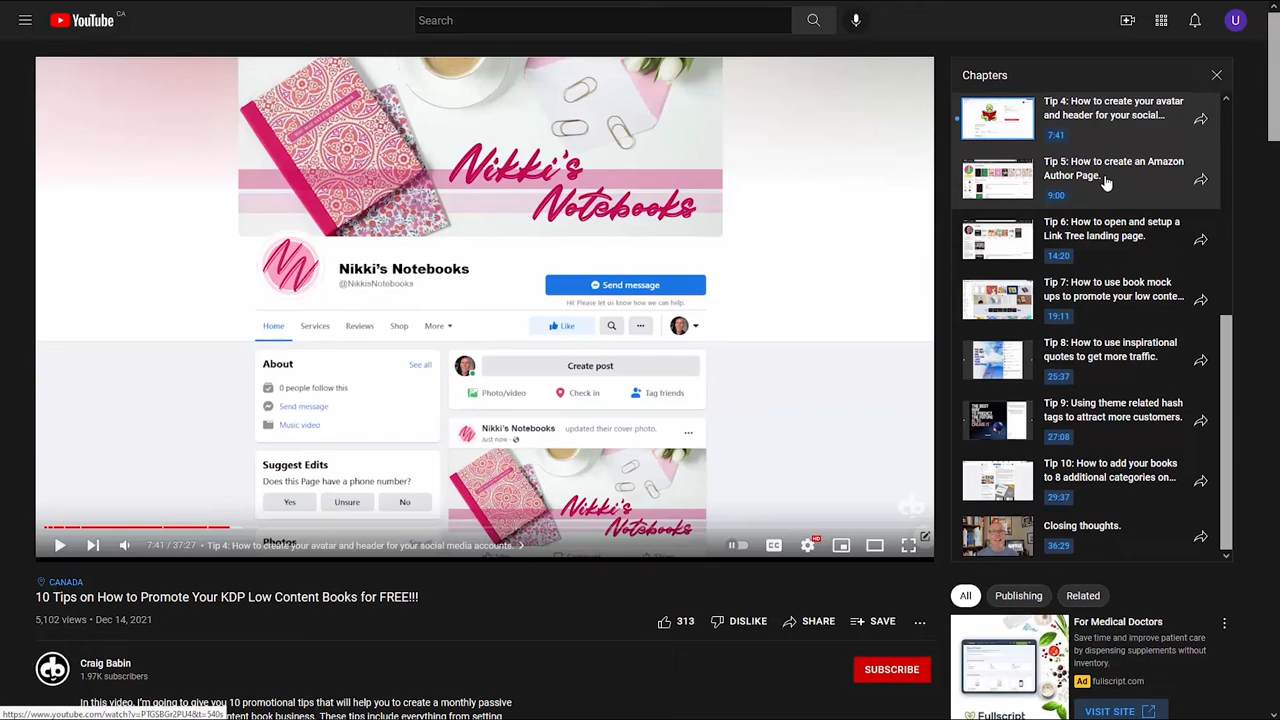 YouTube CA
Search
U
Nikki's
Notebooks
Nikki's Notebooks
@NikkisNotebooks
Send message
Hi! Please let us know how we can help.
Home Services Reviews Shop More
Like
About See all
0 people follow this
Send message
Music video
Suggest Edits
Does this Page have a phone number?
Yes Unsure No
Photos
Create post
Photo/video Check in Tag friends
Nikki's Notebooks updated their cover photo.
Just now
Nikki's
Notebooks
7:41 / 37:27 • Tip 4: How to create your avatar and header for your social media accounts.
CC
HD
CANADA
10 Tips on How to Promote Your KDP Low Content Books for FREE!!!
5,102 views • Dec 14, 2021
313 DISLIKE SHARE SAVE
1.97K subscribers
SUBSCRIBE
In this video, I'm going to give you 10 promotional tips that will help you to create a monthly passive
ntent book business. These tips include everything from setting
https://www.youtube.com/watch?v=PTGSBGr2PU4&t=540s
Chapters
Tip 4: How to create your avatar
and header for your social...
7:41
Tip 5: How to create an Amazon
Author Page.
9:00
Tip 6: How to open and setup a
Link Tree landing page.
14:20
Tip 7: How to use book mock
ups to promote your low conte...
19:11
Tip 8: How to use inspirational
quotes to get more traffic.
25:37
Tip 9: Using theme related hash
tags to attract more customers.
27:08
Tip 10: How to add your books
to 8 additional categories on...
29:37
Closing thoughts.
36:29
All Publishing Related
For Medical Doctors
Save time and improve patient care
by dispensing supplements without
inventory.
Ad fullscript.com
VISIT SITE
Fullscript